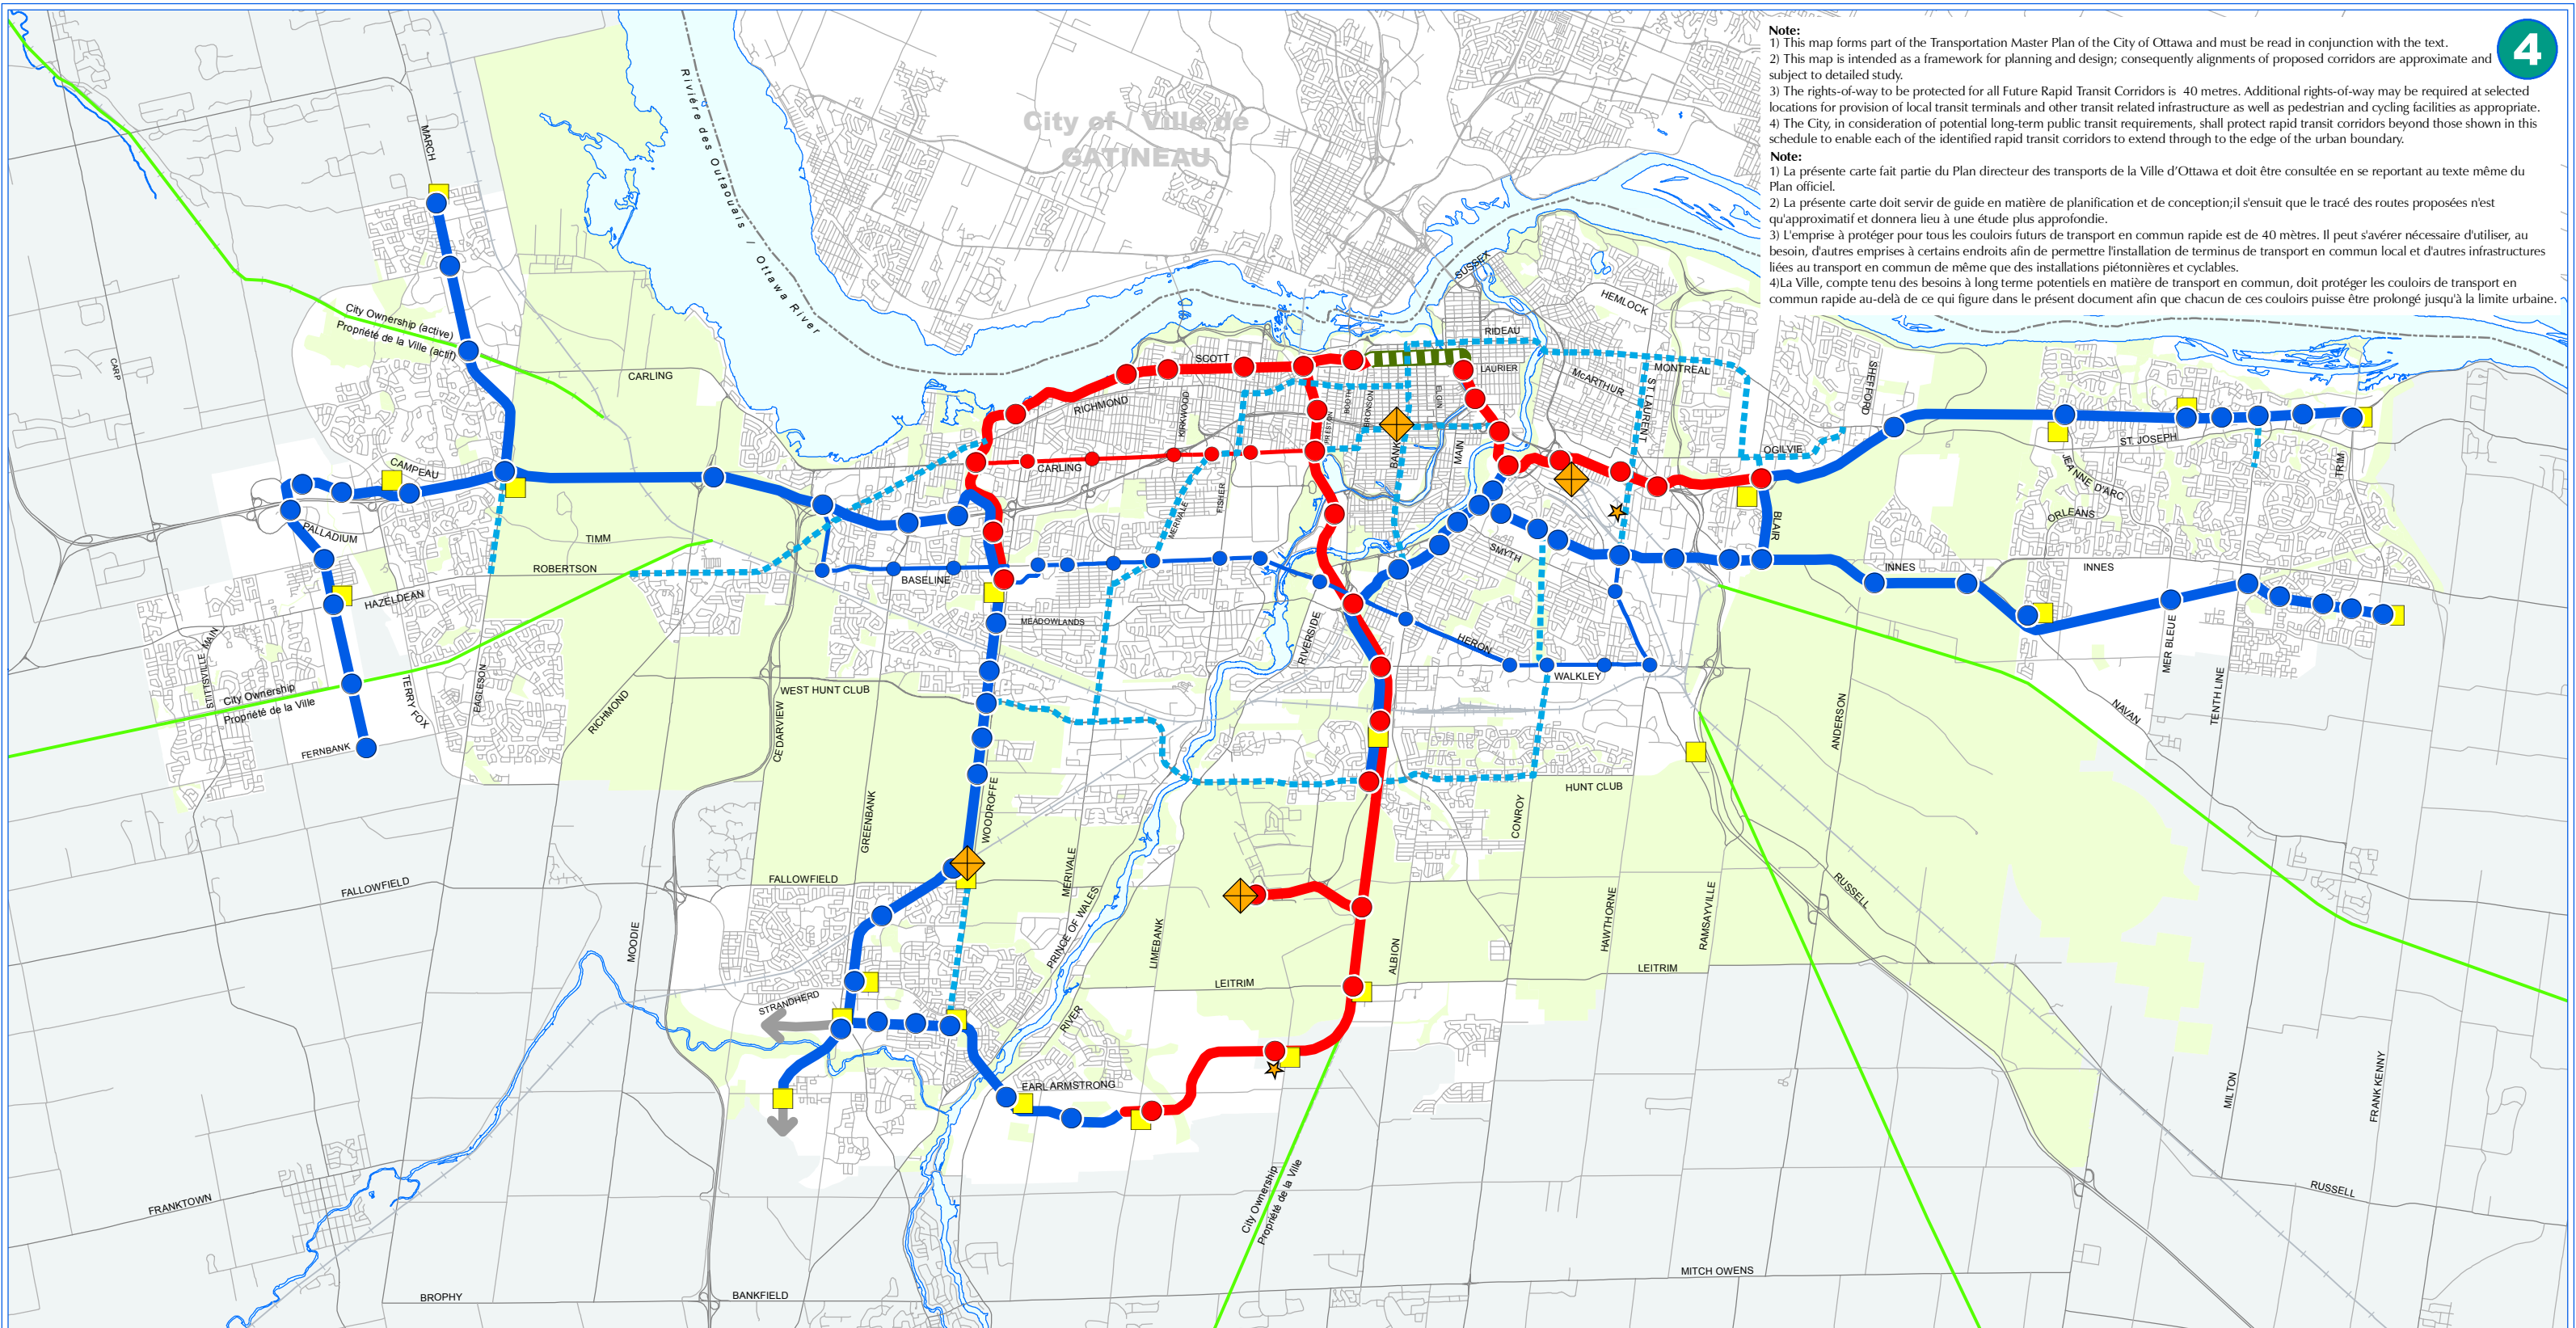 Note:
1) This map forms part of the Transportation Master Plan of the City of Ottawa and must be read in conjunction with the text.
2) This map is intended as a framework for planning and design; consequently alignments of proposed corridors are approximate and
subject to detailed study.
3) The rights-of-way to be protected for all Future Rapid Transit Corridors is 40 metres. Additional rights-of-way may be required at selected
locations for provision of local transit terminals and other transit related infrastructure as well as pedestrian and cycling facilities as appropriate.
4) The City, in consideration of potential long-term public transit requirements, shall protect rapid transit corridors beyond those shown in this
schedule to enable each of the identified rapid transit corridors to extend through to the edge of the urban boundary.
Note:
1) La présente carte fait partie du Plan directeur des transports de la Ville d'Ottawa et doit être consultée en se reportant au texte même du
Plan officiel.
2) La présente carte doit servir de guide en matière de planification et de conception;il s'ensuit que le tracé des routes proposées n'est
qu'approximatif et donnera lieu à une étude plus approfondie.
3) L'emprise à protéger pour tous les couloirs futurs de transport en commun rapide est de 40 mètres. Il peut s'avérer nécessaire d'utiliser, au
besoin, d'autres emprises à certains endroits afin de permettre l'installation de terminus de transport en commun local et d'autres infrastructures
liées au transport en commun de même que des installations piétonnières et cyclables.
4)La Ville, compte tenu des besoins à long terme potentiels en matière de transport en commun, doit protéger les couloirs de transport en
commun rapide au-delà de ce qui figure dans le présent document afin que chacun de ces couloirs puisse être prolongé jusqu'à la limite urbaine.
4
City of / Ville de
GATINEAU
Rivière des Outaouais / Ottawa River
MARCH
CARP
City Ownership (active)
Propriété de la Ville (actif)
CARLING
SCOTT
RICHMOND
KIRKWOOD
CARLING
SUSSEX
HEMLOCK
RIDEAU
LAURIER
McARTHUR
MONTREAL
ST. LAURENT
SHEFFORD
OGILVIE
ST. JOSEPH
JEANNE D'ARC
TRIM
ORLEANS
BOOTH
BRONSON
PRESTON
ELGIN
BANK
MAIN
CAMPEAU
PALLADIUM
TIMM
ROBERTSON
BASELINE
MERIVALE
FISHER
SMYTH
BLAIR
INNES
INNES
HAZELDEAN
MEADOWLANDS
RIVERSIDE
HERON
WALKLEY
STITTSVILLE MAIN
City Ownership
Propriété de la Ville
TERRY FOX
EAGLESON
RICHMOND
WEST HUNT CLUB
CEDARVIEW
FERNBANK
ANDERSON
MER BLEUE
TENTH LINE
NAVAN
GREENBANK
WOODROFFE
HUNT CLUB
CONROY
MERIVALE
FALLOWFIELD
FALLOWFIELD
PRINCE OF WALES
LIMEBANK
ALBION
HAWTHORNE
RAMSAYVILLE
RUSSELL
MOODIE
LEITRIM
LEITRIM
STRANDHERD
RIVER
EARL ARMSTRONG
MILTON
FRANK KENNY
City Ownership
Propriété de la Ville
FRANKTOWN
RUSSELL
MITCH OWENS
BROPHY
BANKFIELD